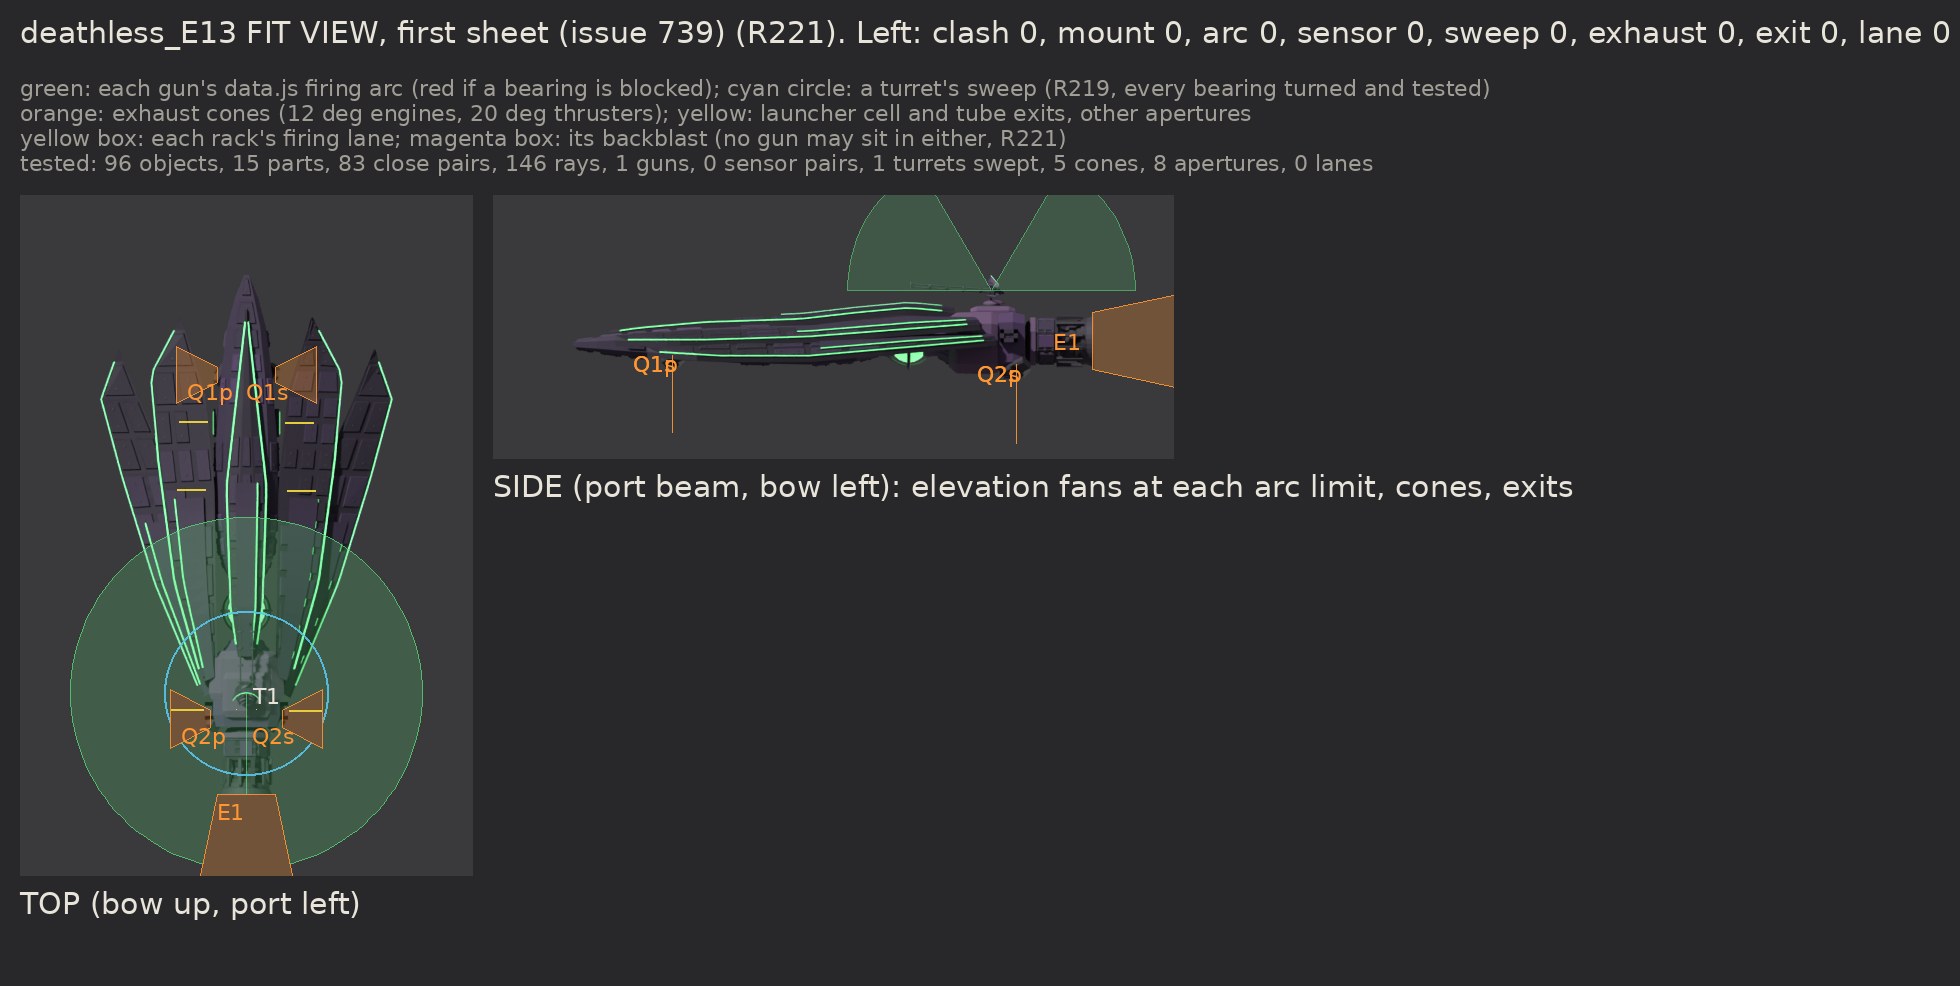 deathless_E13 FIT VIEW, first sheet (issue 739) (R221). Left: clash 0, mount 0, arc 0, sensor 0, sweep 0, exhaust 0, exit 0, lane 0
green: each gun's data.js firing arc (red if a bearing is blocked); cyan circle: a turret's sweep (R219, every bearing turned and tested)
orange: exhaust cones (12 deg engines, 20 deg thrusters); yellow: launcher cell and tube exits, other apertures
yellow box: each rack's firing lane; magenta box: its backblast (no gun may sit in either, R221)
tested: 96 objects, 15 parts, 83 close pairs, 146 rays, 1 guns, 0 sensor pairs, 1 turrets swept, 5 cones, 8 apertures, 0 lanes
Q1p Q1s
T1
Q2p Q2s
E1
TOP (bow up, port left)
E1
Q1p
Q2p
SIDE (port beam, bow left): elevation fans at each arc limit, cones, exits